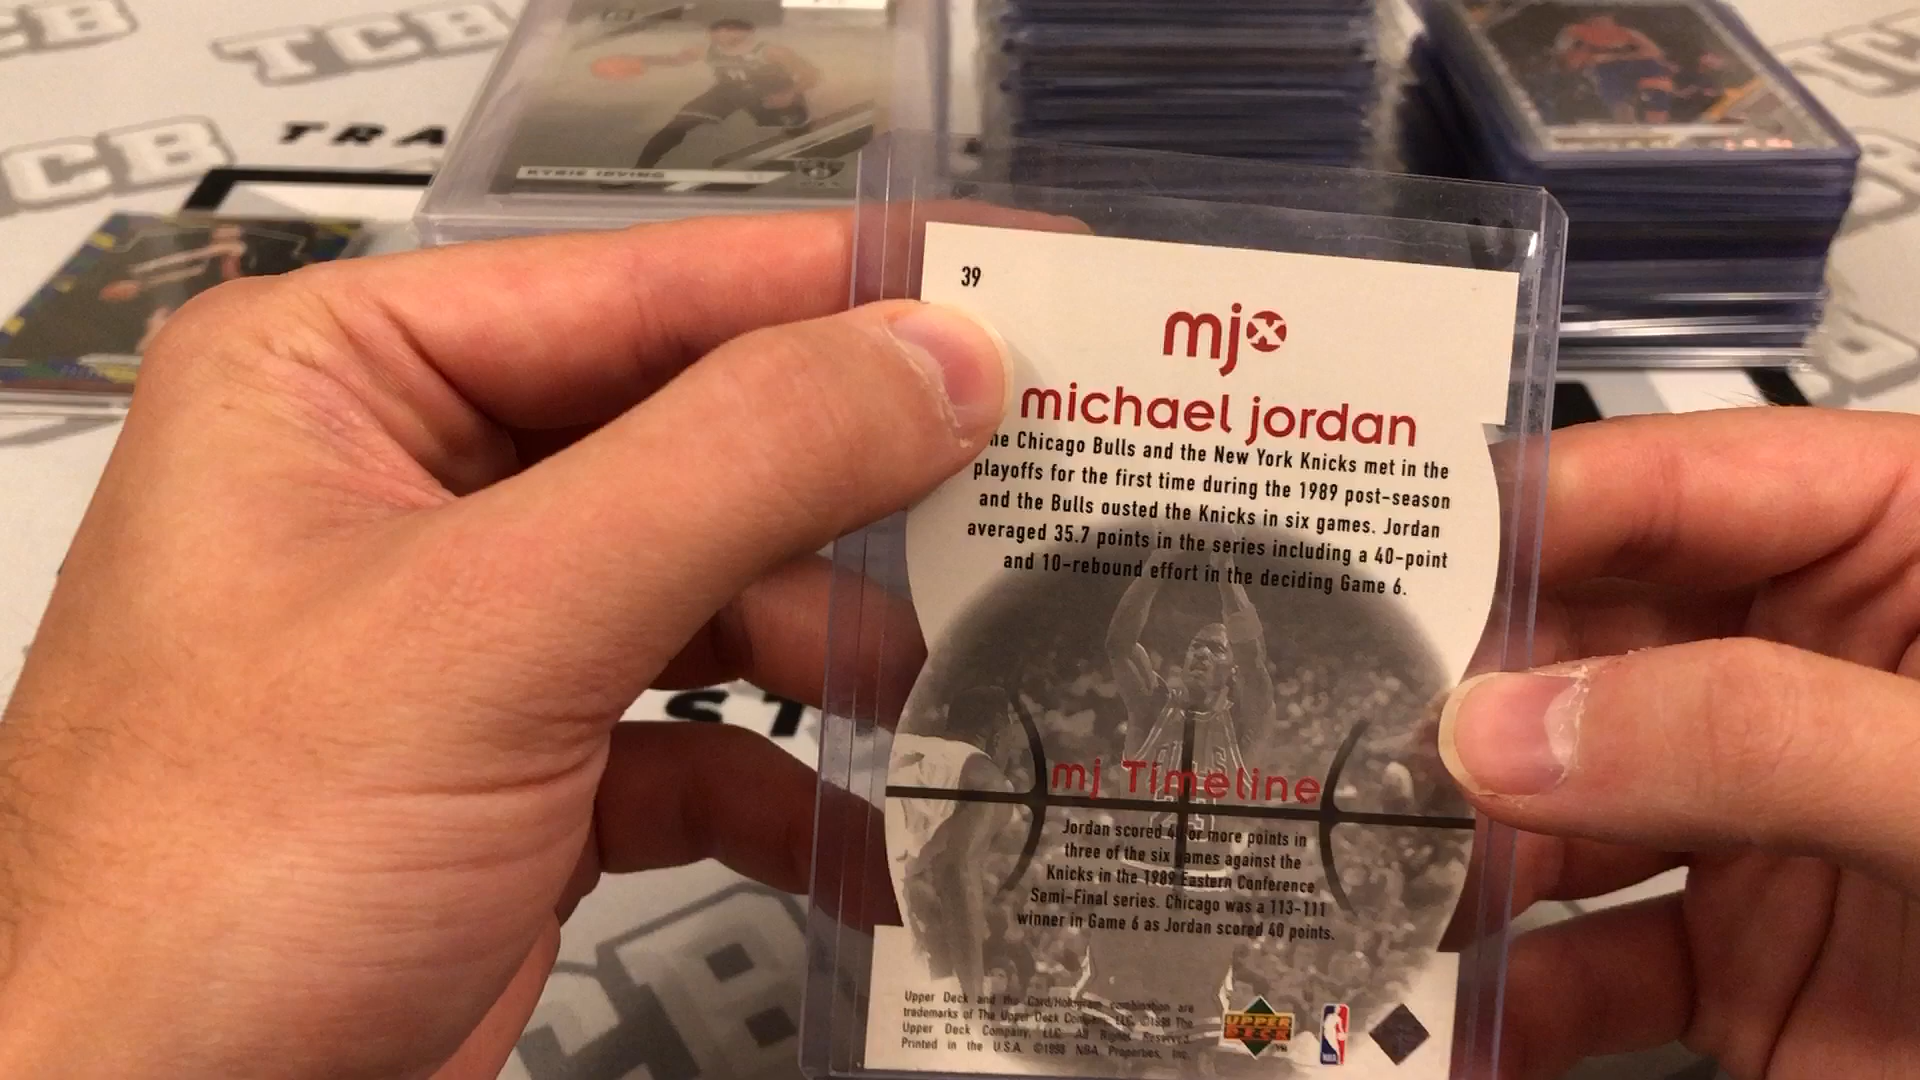 TCB
TCB
TCB
TRA
KYRIE IRVING
39
mjx
michael jordan
he Chicago Bulls and the New York Knicks met in the
playoffs for the first time during the 1989 post-season
and the Bulls ousted the Knicks in six games. Jordan
averaged 35.7 points in the series including a 40-point
and 10-rebound effort in the deciding Game 6.
mj Timeline
Jordan scored 40 or more points in
three of the six games against the
Knicks in the 1989 Eastern Conference
Semi-Final series. Chicago was a 113-111
winner in Game 6 as Jordan scored 40 points.
Upper Deck and the Card/Hologram combination are
trademarks of The Upper Deck Company, LLC. ©1998 The
Upper Deck Company, LLC. All Rights Reserved.
Printed in the U.S.A. ©1998 NBA Properties, Inc.
UPPER
DECK
NBA